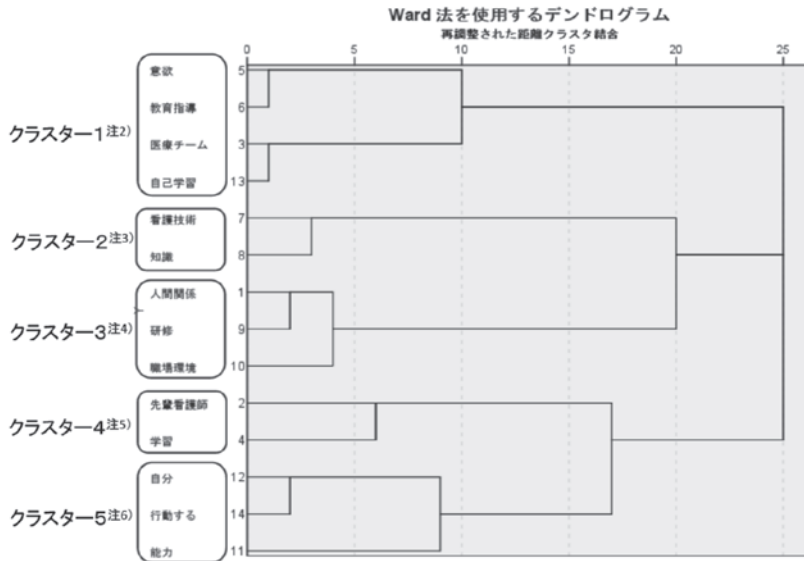 Ward 法を使用するデンドログラム
再調整された距離クラスタ結合
0 5 10 15 20 25
クラスター1注2)
意欲 5
教育指導 6
医療チーム 3
自己学習 13
クラスター2注3)
看護技術 7
知識 8
クラスター3注4)
人間関係 1
研修 9
職場環境 10
クラスター4注5)
先輩看護師 2
学習 4
クラスター5注6)
自分 12
行動する 14
能力 11